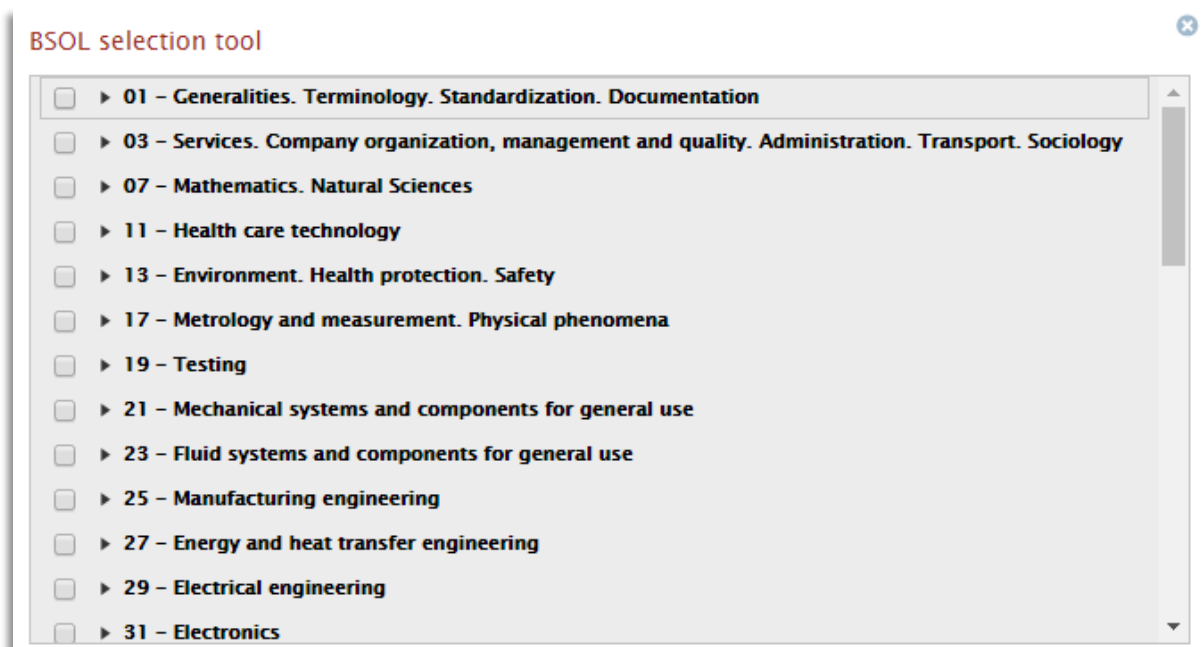 BSOL selection tool
01 – Generalities. Terminology. Standardization. Documentation
03 – Services. Company organization, management and quality. Administration. Transport. Sociology
07 – Mathematics. Natural Sciences
11 – Health care technology
13 – Environment. Health protection. Safety
17 – Metrology and measurement. Physical phenomena
19 – Testing
21 – Mechanical systems and components for general use
23 – Fluid systems and components for general use
25 – Manufacturing engineering
27 – Energy and heat transfer engineering
29 – Electrical engineering
31 – Electronics